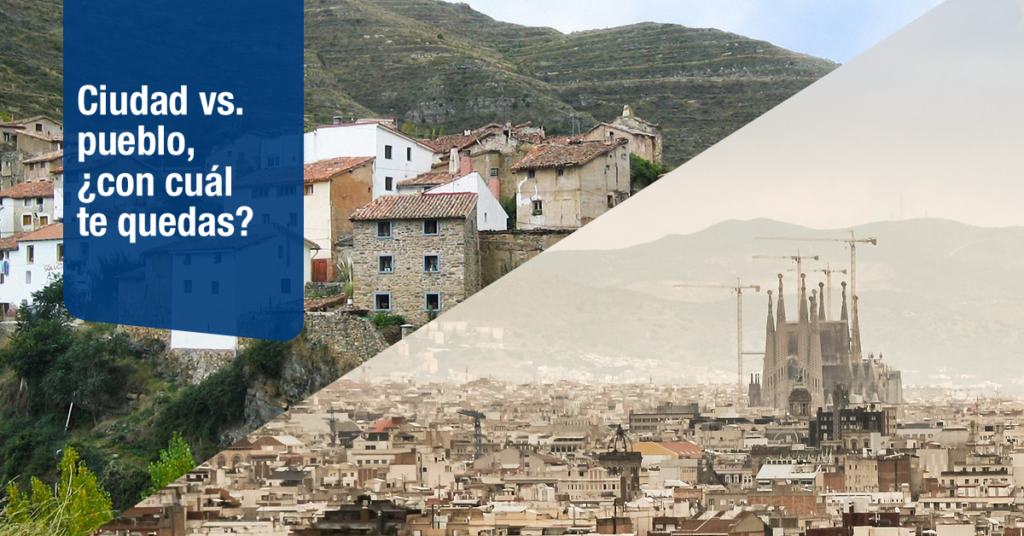 Ciudad vs.
pueblo,
¿con cuál
te quedas?